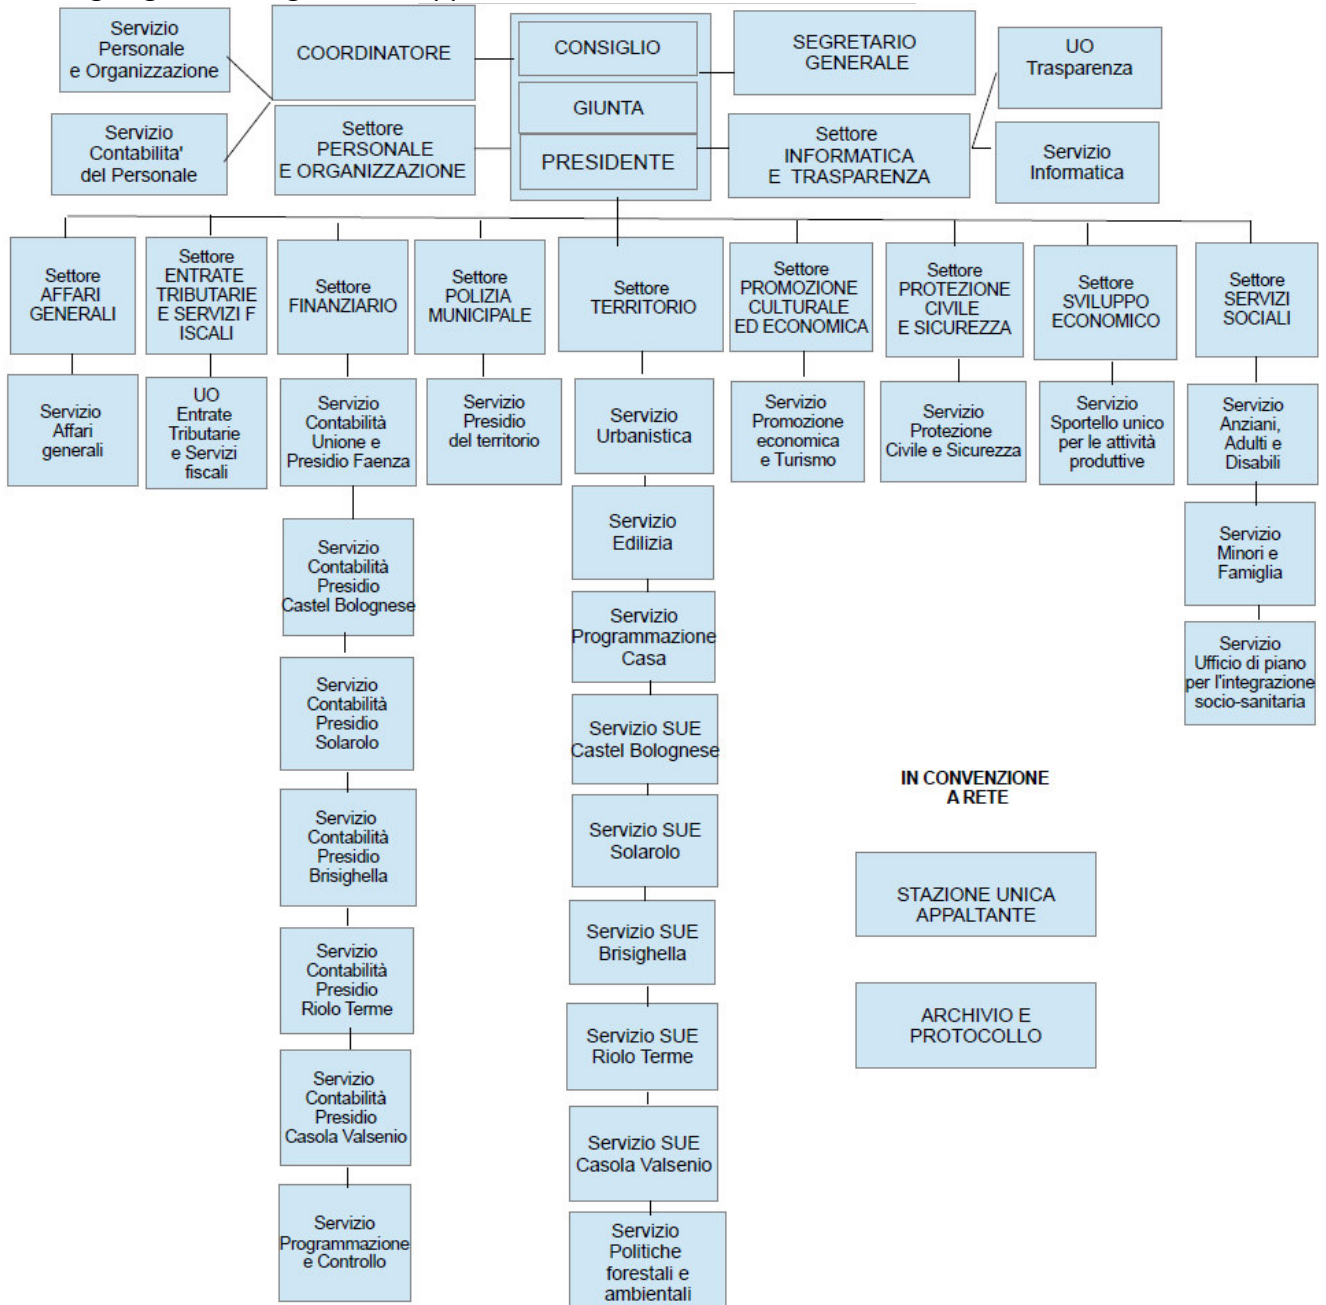 Servizio
Personale
e Organizzazione
COORDINATORE
CONSIGLIO
SEGRETARIO
GENERALE
UO
Trasparenza
GIUNTA
Servizio
Contabilita'
del Personale
Settore
PERSONALE
E ORGANIZZAZIONE
PRESIDENTE
Settore
INFORMATICA
E TRASPARENZA
Servizio
Informatica
Settore
AFFARI
GENERALI
Settore
ENTRATE
TRIBUTARIE
E SERVIZI F
ISCALI
Settore
FINANZIARIO
Settore
POLIZIA
MUNICIPALE
Settore
TERRITORIO
Settore
PROMOZIONE
CULTURALE
ED ECONOMICA
Settore
PROTEZIONE
CIVILE
E SICUREZZA
Settore
SVILUPPO
ECONOMICO
Settore
SERVIZI
SOCIALI
Servizio
Affari
generali
UO
Entrate
Tributarie
e Servizi
fiscali
Servizio
Contabilità
Unione e
Presidio Faenza
Servizio
Presidio
del territorio
Servizio
Urbanistica
Servizio
Promozione
economica
e Turismo
Servizio
Protezione
Civile e Sicurezza
Servizio
Sportello unico
per le attività
produttive
Servizio
Anziani,
Adulti e
Disabili
Servizio
Contabilità
Presidio
Castel Bolognese
Servizio
Contabilità
Presidio
Solarolo
Servizio
Contabilità
Presidio
Brisighella
Servizio
Contabilità
Presidio
Riolo Terme
Servizio
Contabilità
Presidio
Casola Valsenio
Servizio
Programmazione
e Controllo
Servizio
Edilizia
Servizio
Programmazione
Casa
Servizio SUE
Castel Bolognese
Servizio SUE
Solarolo
Servizio SUE
Brisighella
Servizio SUE
Riolo Terme
Servizio SUE
Casola Valsenio
Servizio
Politiche
forestali e
ambientali
Servizio
Minori e
Famiglia
Servizio
Ufficio di piano
per l'integrazione
socio-sanitaria
IN CONVENZIONE
A RETE
STAZIONE UNICA
APPALTANTE
ARCHIVIO E
PROTOCOLLO